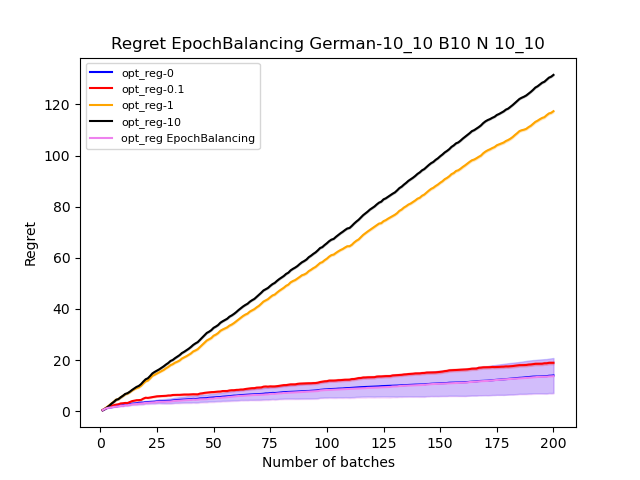 Regret EpochBalancing German-10_10 B10 N 10_10
opt_reg-0
opt_reg-0.1
opt_reg-1
opt_reg-10
opt_reg EpochBalancing
Regret
120
100
80
60
40
20
0
0 25 50 75 100 125 150 175 200
Number of batches